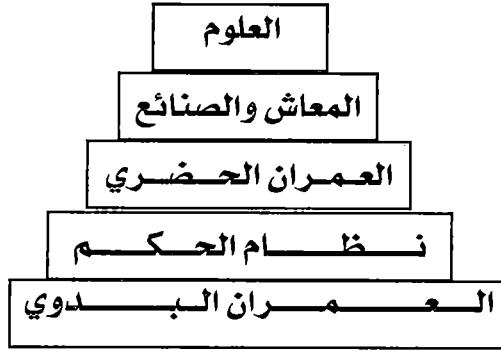 العلوم
المعاش والصنائع
العمران الحضري
نظام الحكم
العمران البدوي